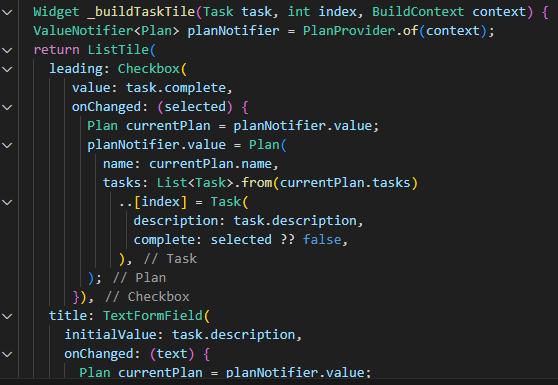 Widget _buildTaskTile(Task task, int index, BuildContext context) {
ValueNotifier<Plan> planNotifier = PlanProvider.of(context);
return ListTile(
leading: Checkbox(
value: task.complete,
onChanged: (selected) {
Plan currentPlan = planNotifier.value;
planNotifier.value = Plan(
name: currentPlan.name,
tasks: List<Task>.from(currentPlan.tasks)
..[index] = Task(
description: task.description,
complete: selected ?? false,
), // Task
); // Plan
}), // Checkbox
title: TextFormField(
initialValue: task.description,
onChanged: (text) {
Plan currentPlan = planNotifier.value;